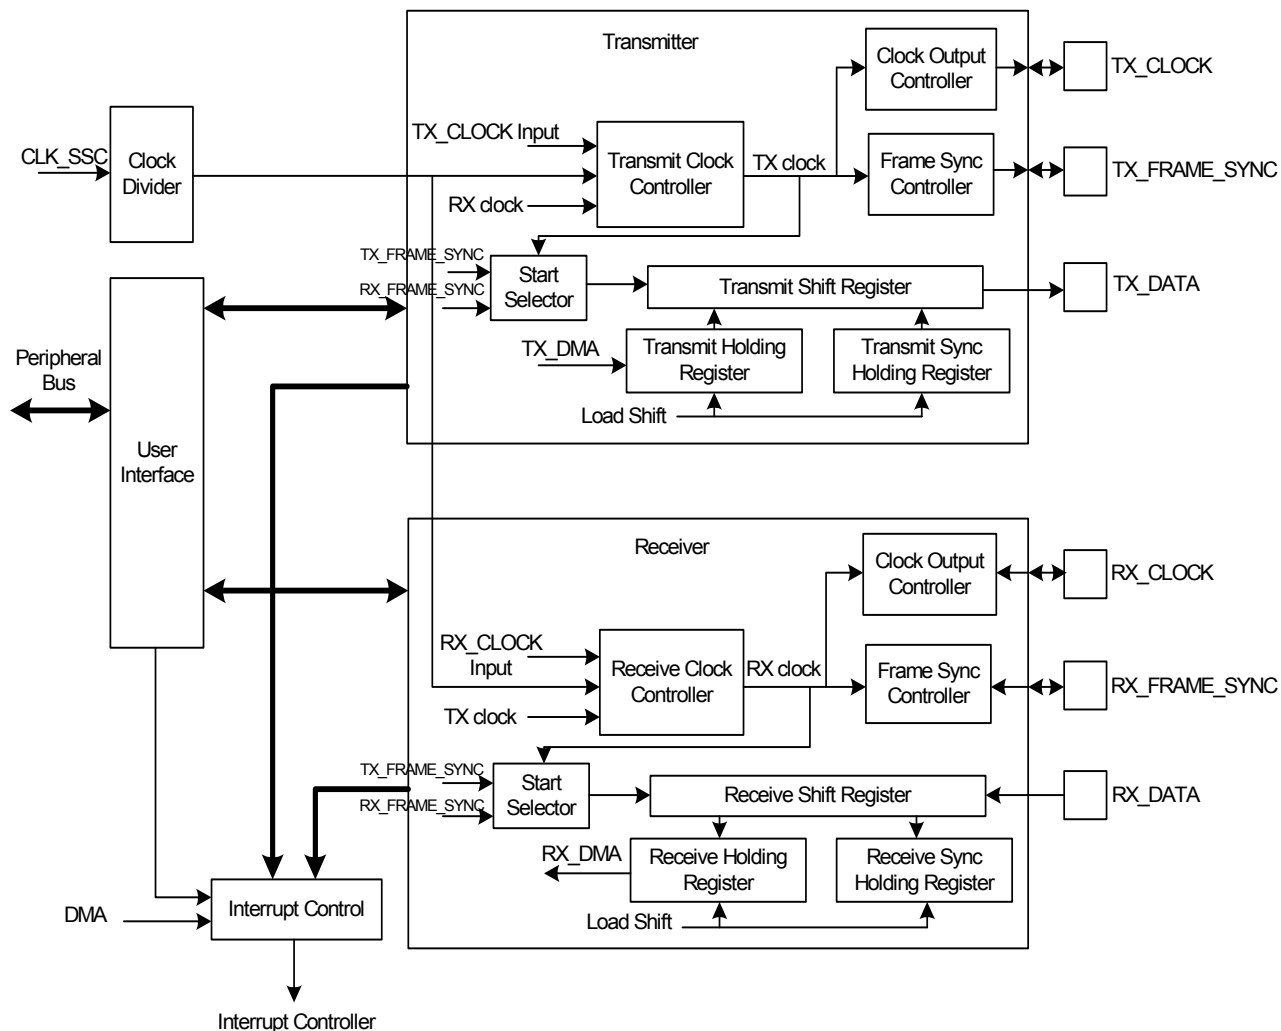 Transmitter
Clock Output
Controller
TX_CLOCK
CLK_SSC
Clock
Divider
TX_CLOCK Input
Transmit Clock
Controller
TX clock
Frame Sync
Controller
TX_FRAME_SYNC
RX clock
TX_FRAME_SYNC
RX_FRAME_SYNC
Start
Selector
Transmit Shift Register
TX_DATA
TX_DMA
Transmit Holding
Register
Transmit Sync
Holding Register
Load Shift
Peripheral
Bus
User
Interface
Receiver
Clock Output
Controller
RX_CLOCK
RX_CLOCK
Input
Receive Clock
Controller
RX clock
Frame Sync
Controller
RX_FRAME_SYNC
TX clock
TX_FRAME_SYNC
RX_FRAME_SYNC
Start
Selector
Receive Shift Register
RX_DATA
RX_DMA
Receive Holding
Register
Receive Sync
Holding Register
Load Shift
DMA
Interrupt Control
Interrupt Controller